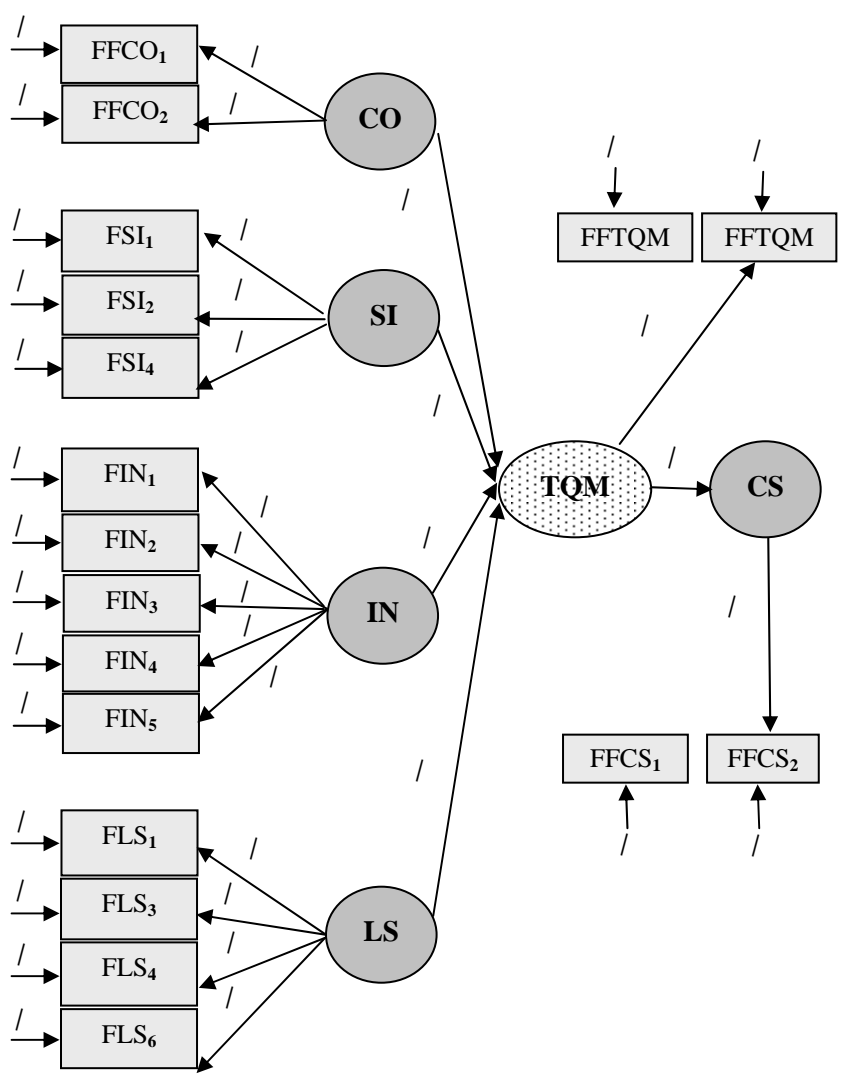 /
FFCO1
/
/
FFCO2
/
CO
/
/
FSI1
/
/
FSI2
/
/
FSI4
/
SI
/
/
FIN1
/
/
FIN2
/
/
FIN3
/
/
FIN4
/
/
FIN5
/
IN
/
/
FLS1
/
/
FLS3
/
/
FLS4
/
/
FLS6
/
LS
/
/
/
FFTQM
FFTQM
/
TQM
/
CS
/
FFCS1
FFCS2
/
/